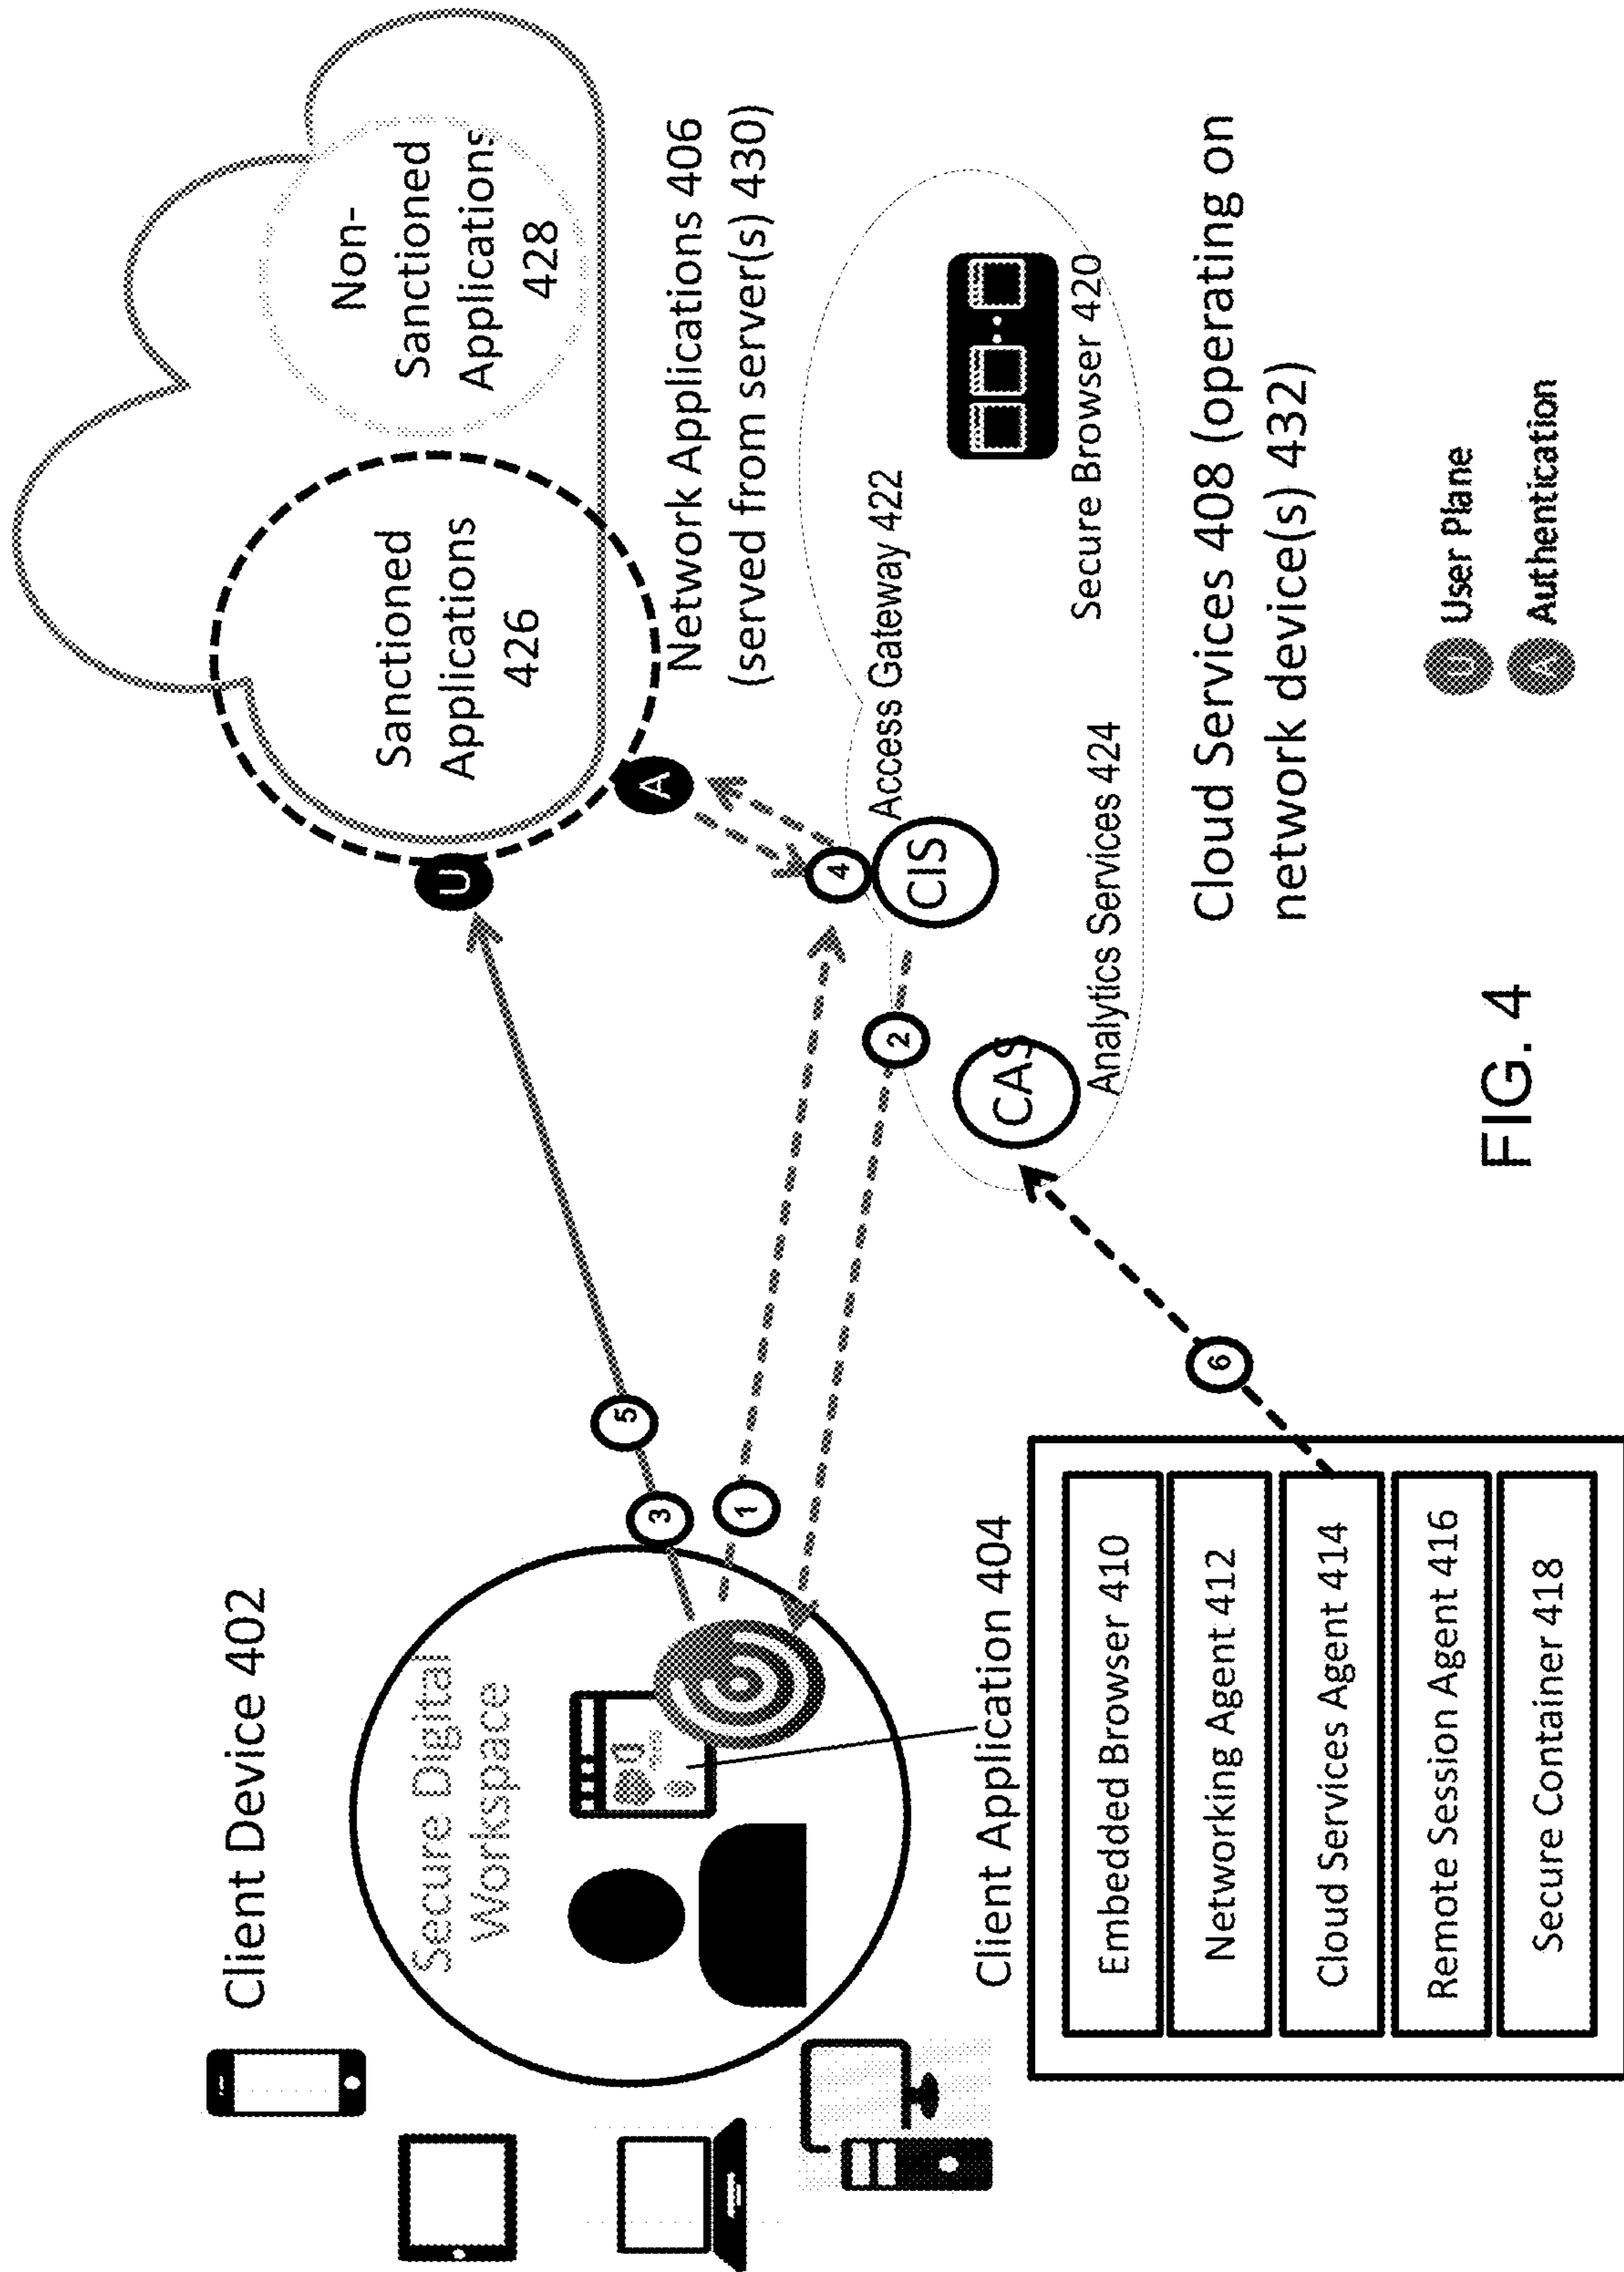 Client Device 402
Secure Digital
Workspace
Client Application 404
Embedded Browser 410
Networking Agent 412
Cloud Services Agent 414
Remote Session Agent 416
Secure Container 418
3
5
1
2
4
6
U
A
Sanctioned
Applications
426
Non-
Sanctioned
Applications
428
Network Applications 406
(served from server(s) 430)
Access Gateway 422
CIS
CAS
Analytics Services 424
Secure Browser 420
Cloud Services 408 (operating on
network device(s) 432)
U User Plane
A Authentication
FIG. 4